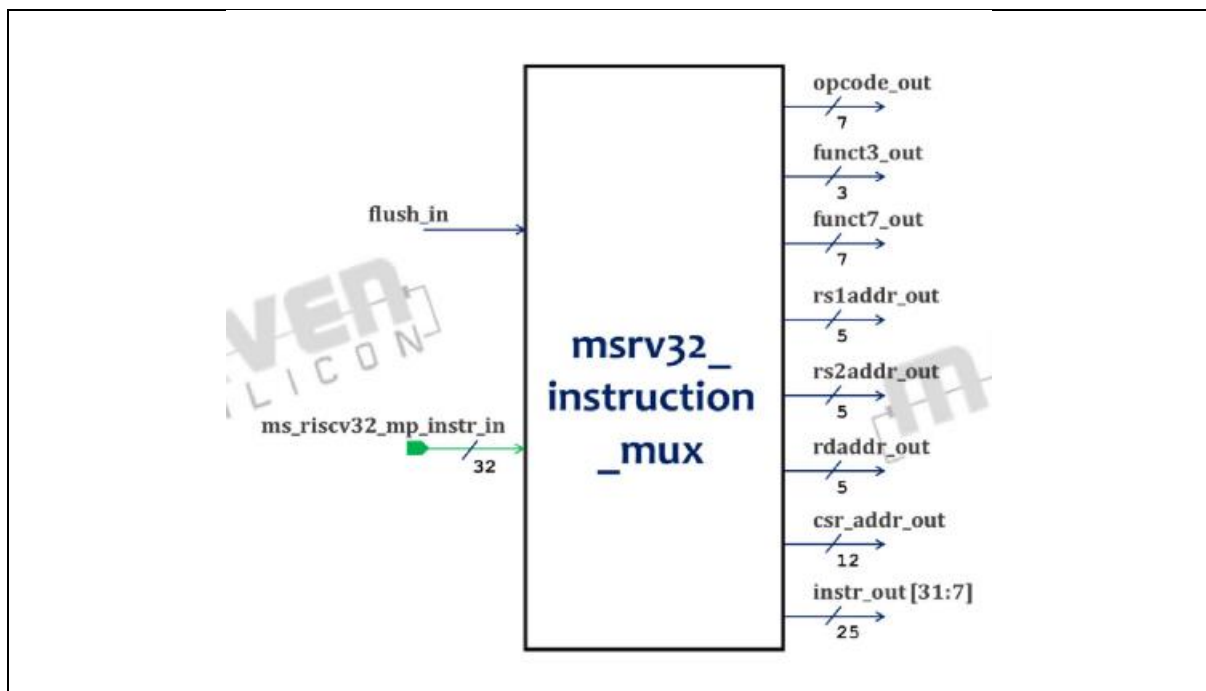 opcode_out
7
funct3_out
3
flush_in
funct7_out
7
rs1addr_out
5
msrv32_
instruction
_mux
rs2addr_out
5
ms_riscv32_mp_instr_in
32
rdaddr_out
5
csr_addr_out
12
instr_out [31:7]
25